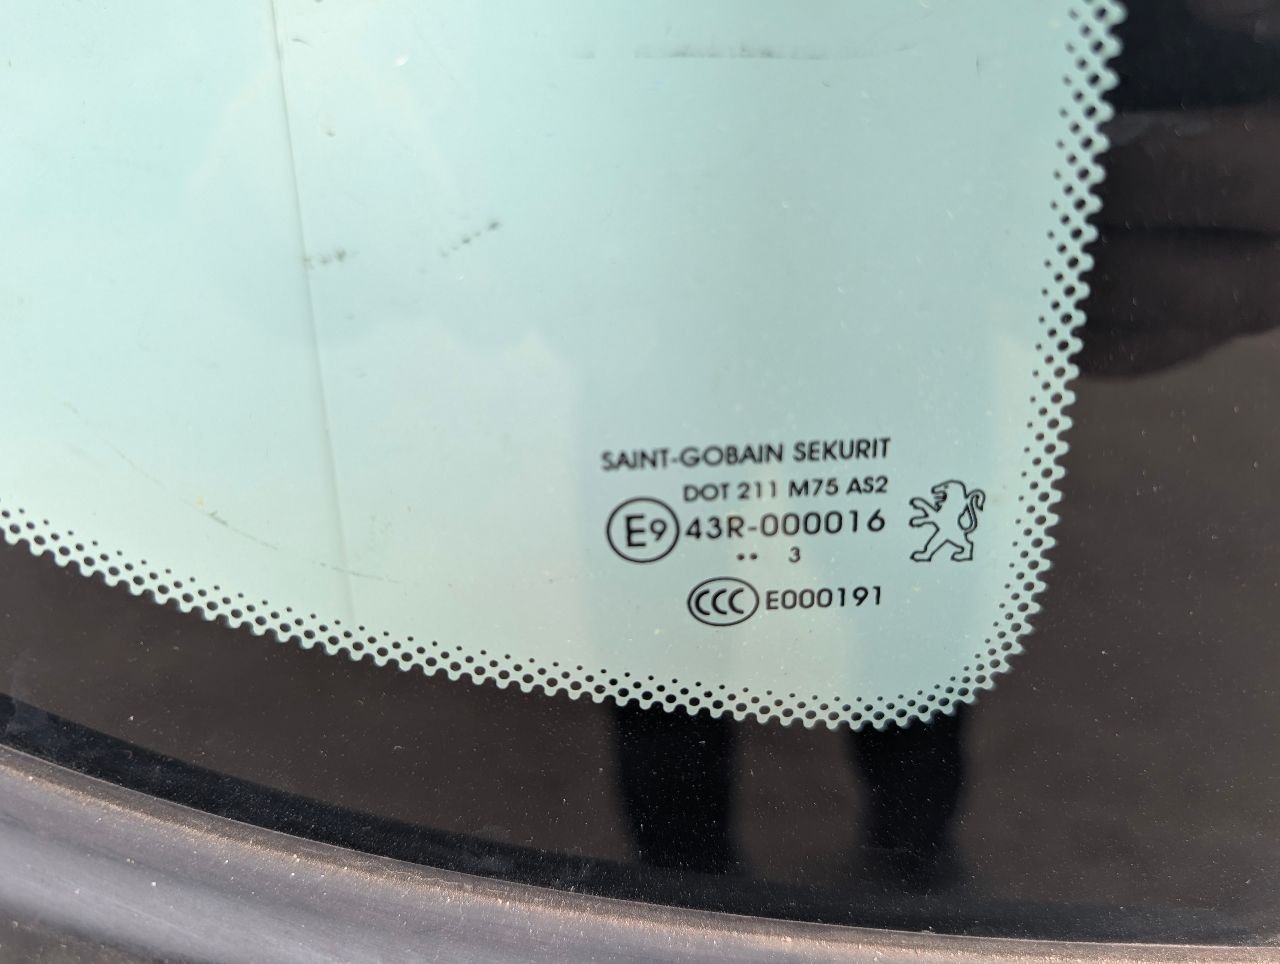 SAINT-GOBAIN SEKURIT
DOT 211 M75 AS2
E9 43R-000016
•• 3
CCC E000191